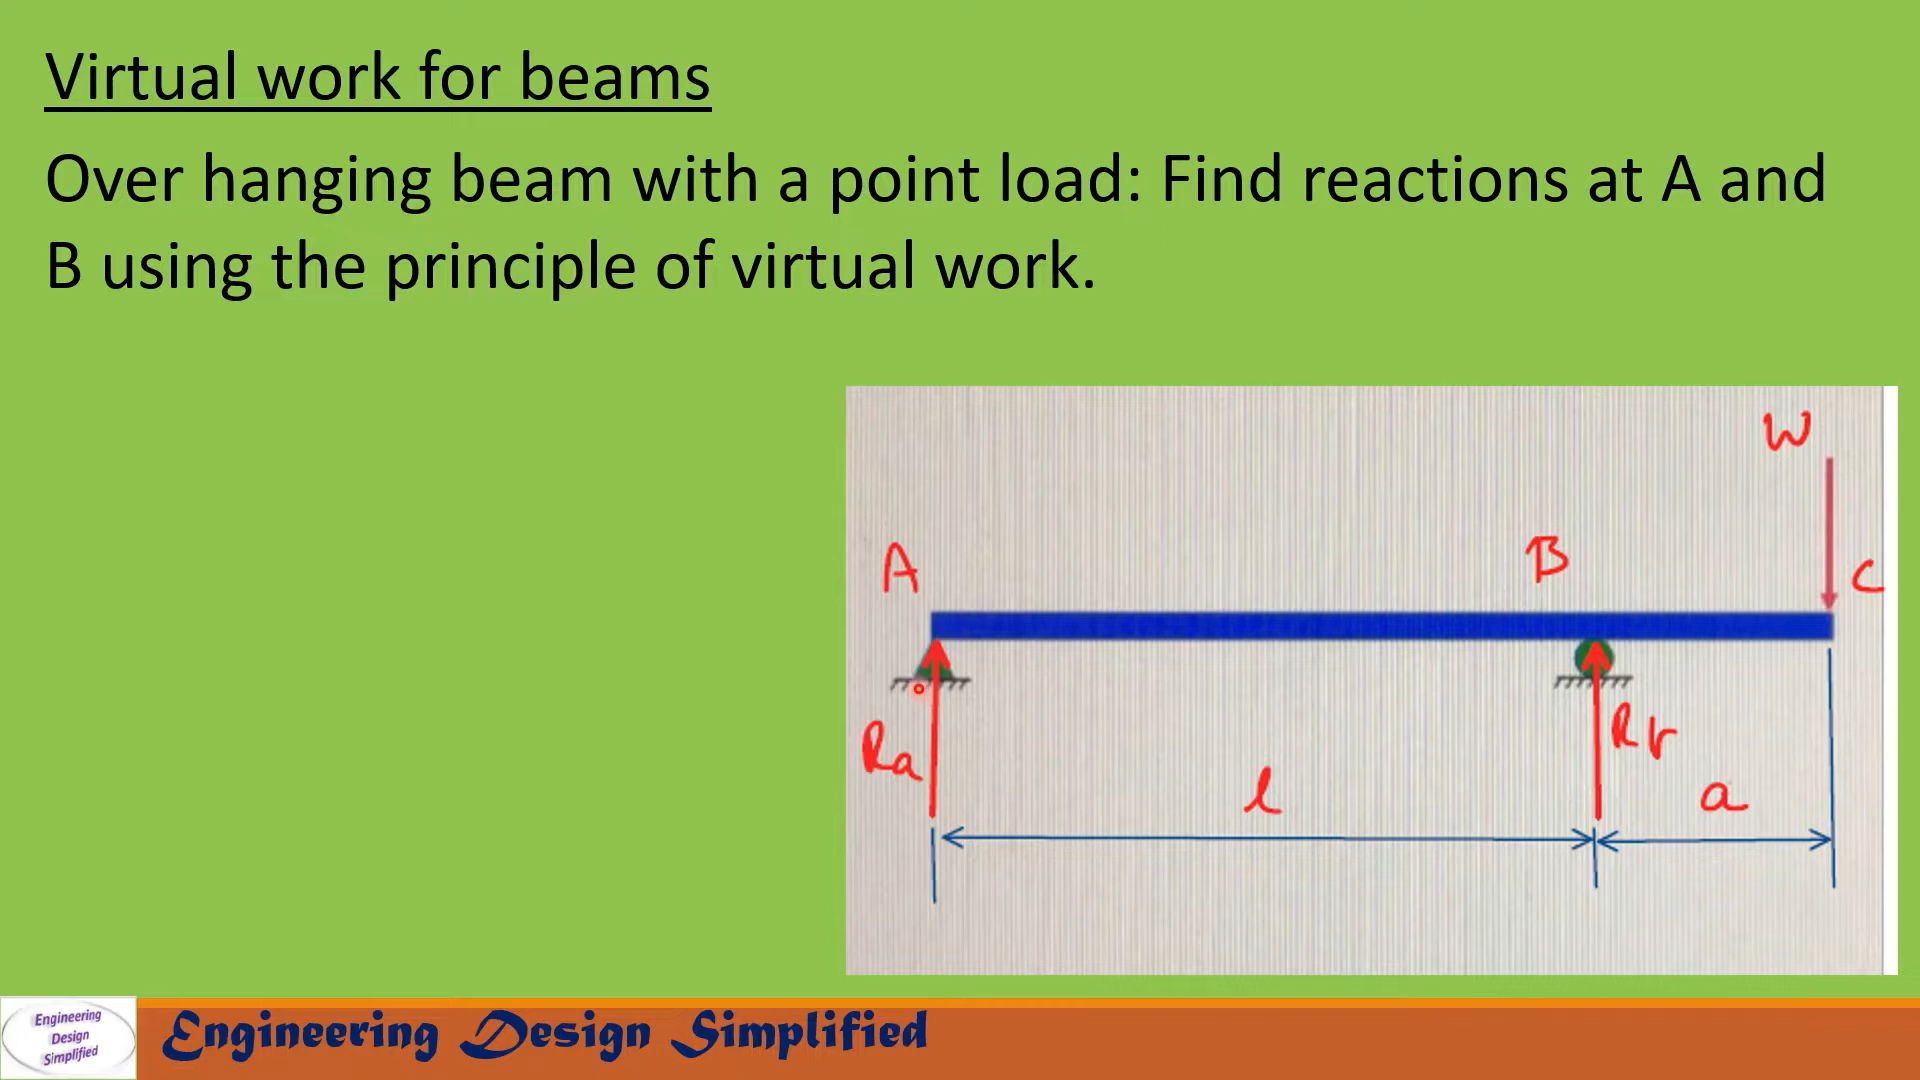 Virtual work for beams
Over hanging beam with a point load: Find reactions at A and
B using the principle of virtual work.
W
A
B
C
Ra
Rb
l
a
Engineering
Design
Simplified
Engineering Design Simplified